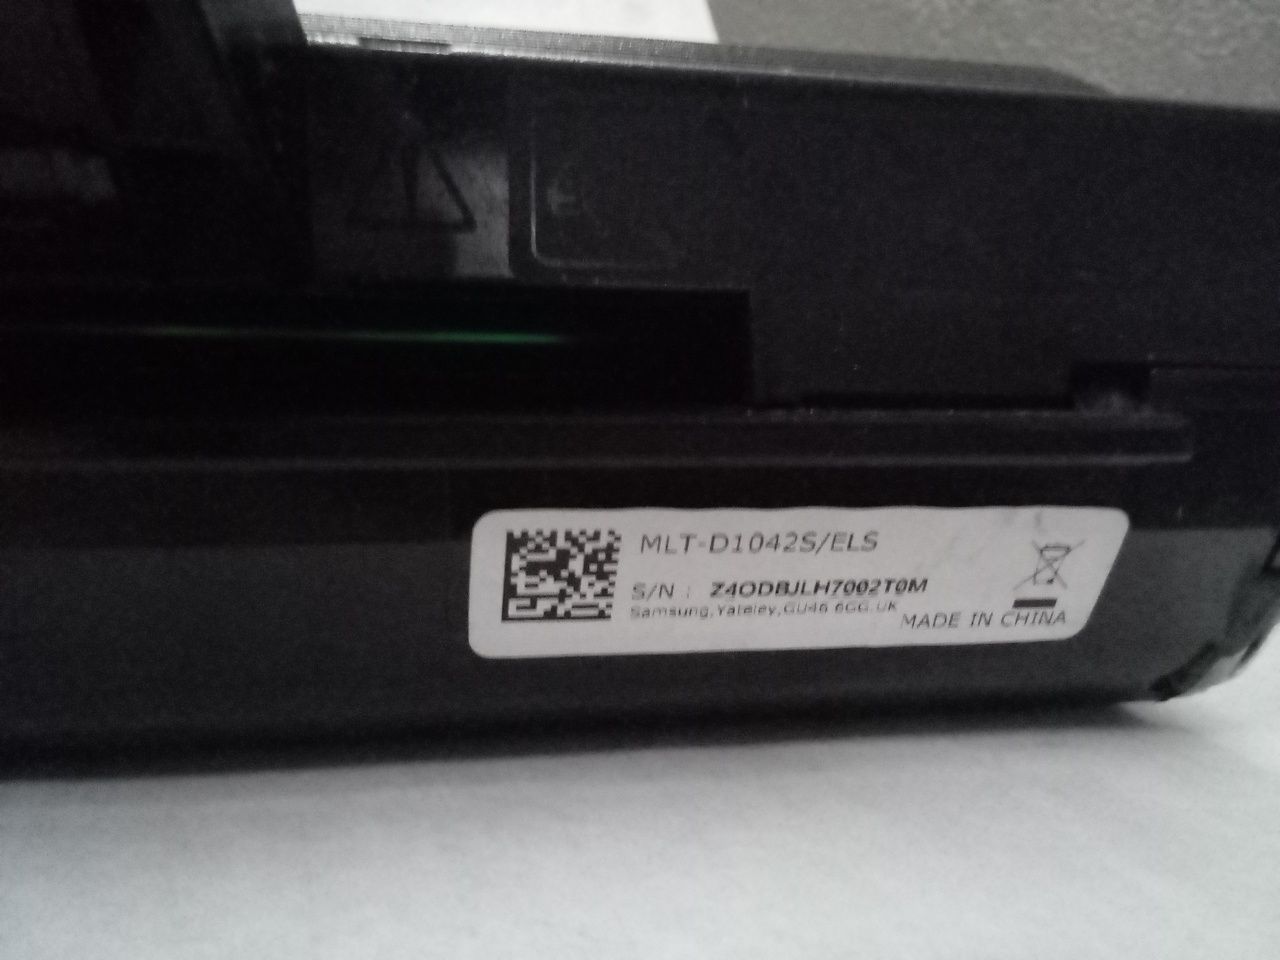 MLT-D1042S/ELS
S/N : Z4ODBJLH7002T0M
Samsung, Yateley, GU46 6GG.UK
MADE IN CHINA